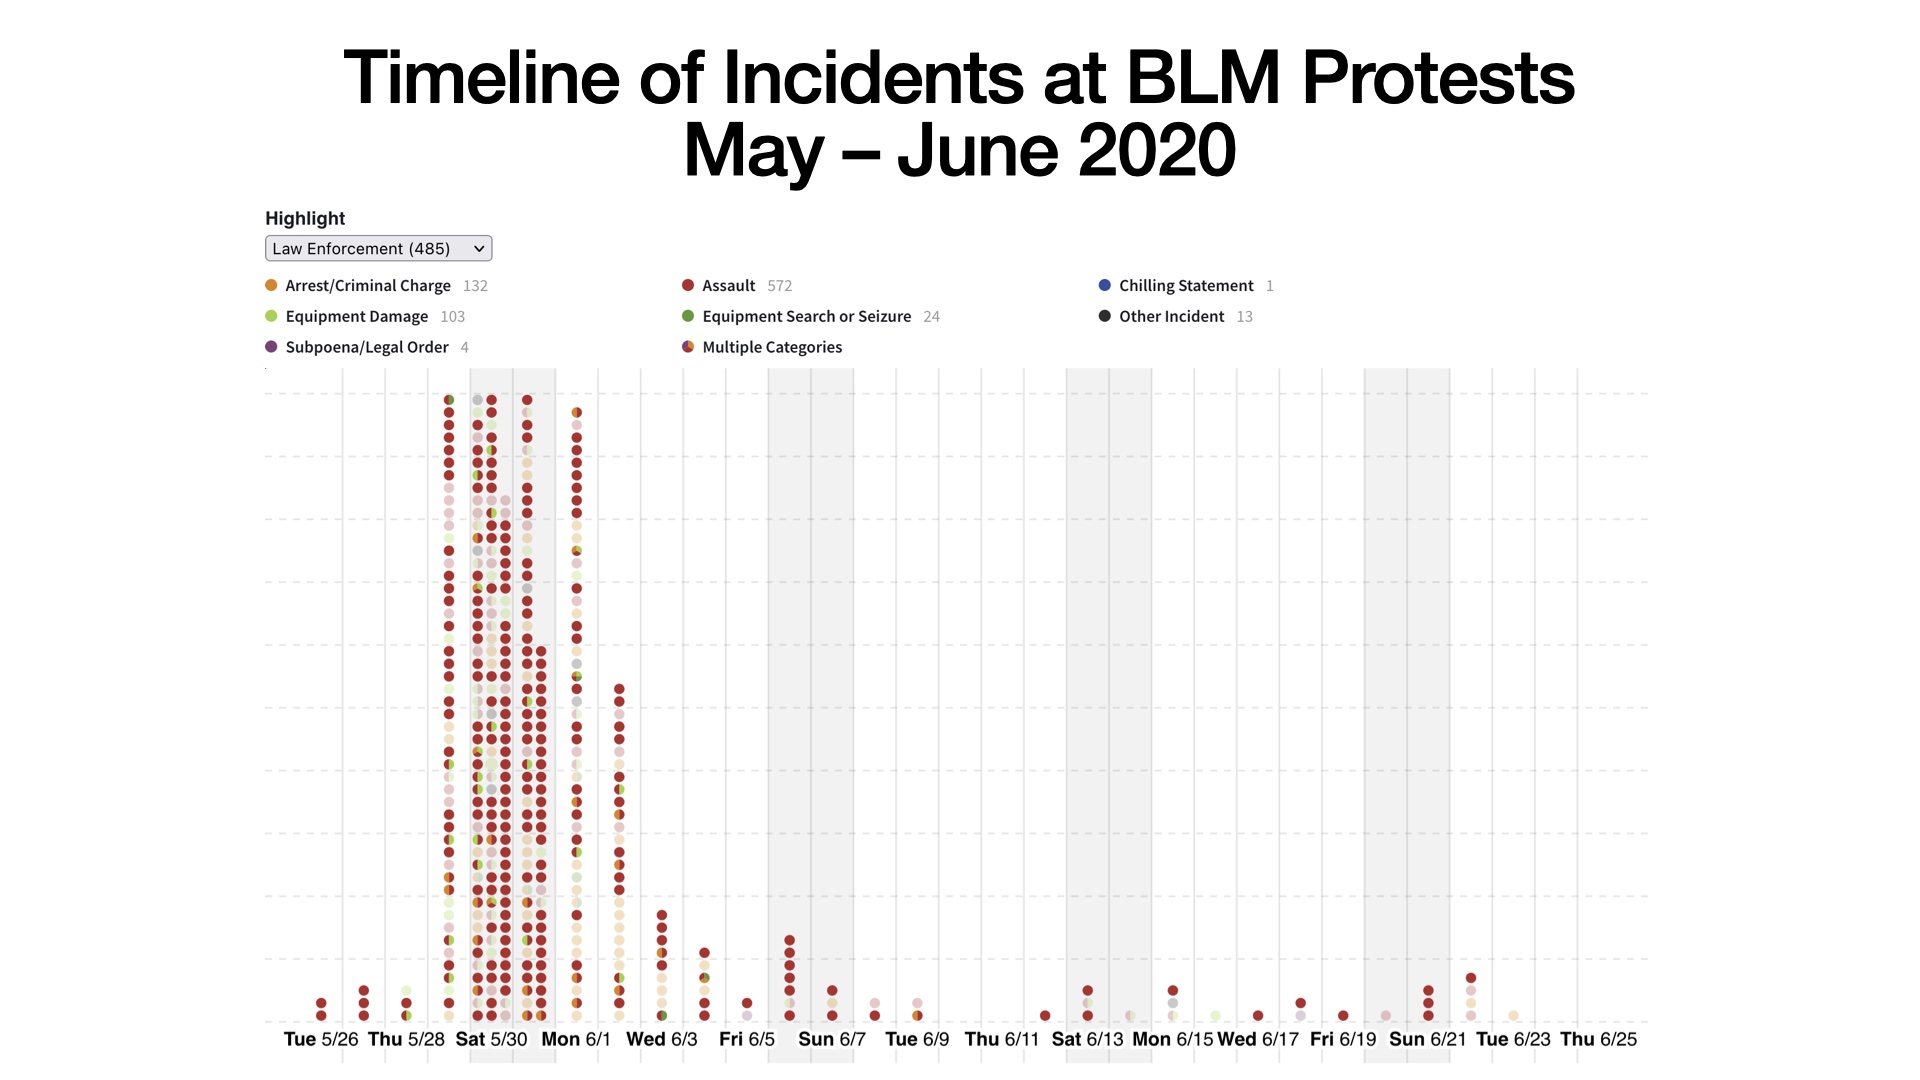 Timeline of Incidents at BLM Protests
May – June 2020
Highlight
Law Enforcement (485)
Arrest/Criminal Charge 132
Assault 572
Chilling Statement 1
Equipment Damage 103
Equipment Search or Seizure 24
Other Incident 13
Subpoena/Legal Order 4
Multiple Categories
Tue 5/26 Thu 5/28 Sat 5/30 Mon 6/1 Wed 6/3 Fri 6/5 Sun 6/7 Tue 6/9 Thu 6/11 Sat 6/13 Mon 6/15 Wed 6/17 Fri 6/19 Sun 6/21 Tue 6/23 Thu 6/25